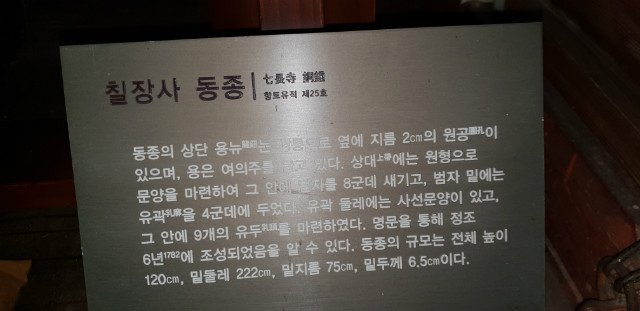 칠장사 동종 七長寺 銅鐘
향토유적 제25호
동종의 상단 용뉴龍鈕는 쌍룡으로 옆에 지름 2cm의 원공圓孔이
있으며, 용은 여의주를 있다. 상대上帶에는 원형으로
문양을 마련하여 그 안에 8군데 새기고, 범자 밑에는
유곽乳廓을 4군데에 두었다. 유곽 둘레에는 사선문양이 있고,
그 안에 9개의 유두乳頭를 마련하였다. 명문을 통해 정조
6년1782에 조성되었음을 알 수 있다. 동종의 규모는 전체 높이
120cm, 밑둘레 222cm, 밑지름 75cm, 밑두께 6.5cm이다.